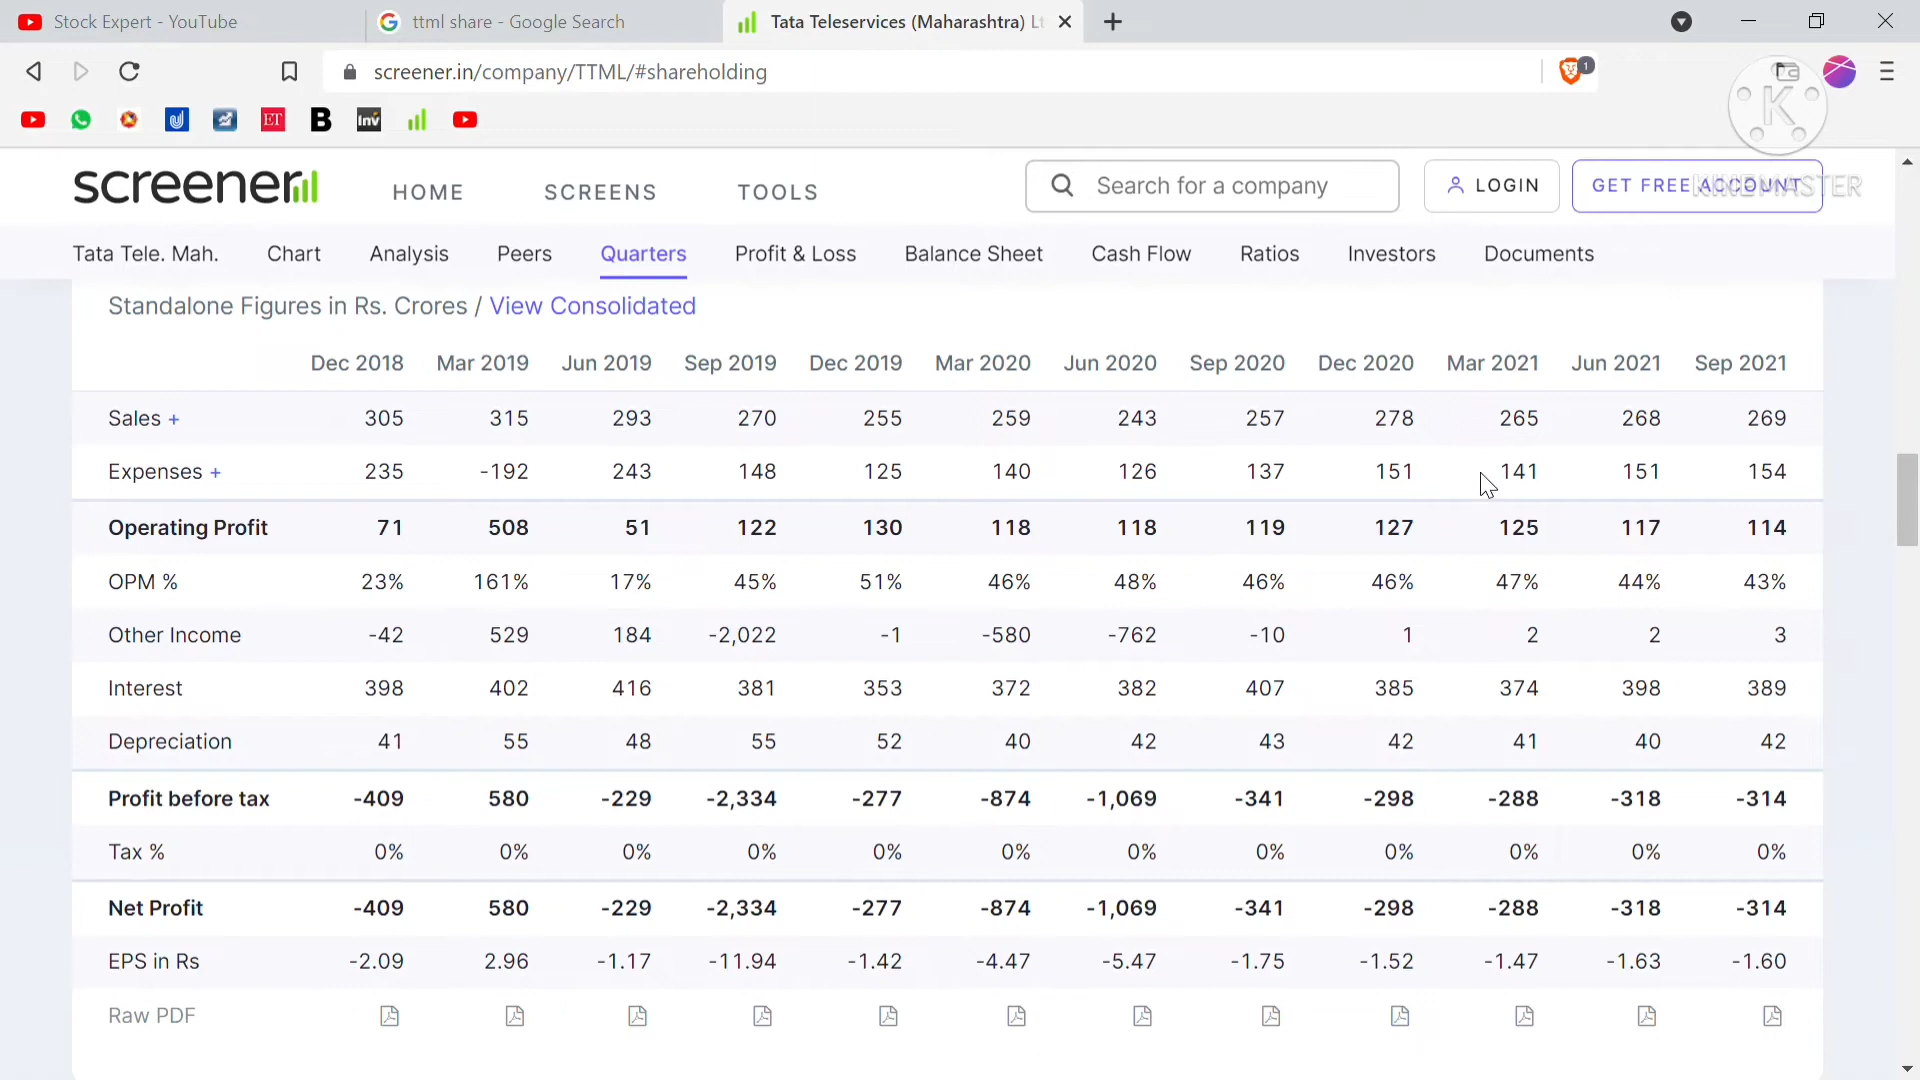 Stock Expert - YouTube
ttml share - Google Search
Tata Teleservices (Maharashtra) Lt
screener.in/company/TTML/#shareholding
1
ET
B
Inv
K
KINEMASTER
screener
HOME
SCREENS
TOOLS
Search for a company
LOGIN
GET FREE ACCOUNT
Tata Tele. Mah. Chart Analysis Peers Quarters Profit & Loss Balance Sheet Cash Flow Ratios Investors Documents
Standalone Figures in Rs. Crores / View Consolidated
Dec 2018 Mar 2019 Jun 2019 Sep 2019 Dec 2019 Mar 2020 Jun 2020 Sep 2020 Dec 2020 Mar 2021 Jun 2021 Sep 2021
Sales + 305 315 293 270 255 259 243 257 278 265 268 269
Expenses + 235 -192 243 148 125 140 126 137 151 141 151 154
Operating Profit 71 508 51 122 130 118 118 119 127 125 117 114
OPM % 23% 161% 17% 45% 51% 46% 48% 46% 46% 47% 44% 43%
Other Income -42 529 184 -2,022 -1 -580 -762 -10 1 2 2 3
Interest 398 402 416 381 353 372 382 407 385 374 398 389
Depreciation 41 55 48 55 52 40 42 43 42 41 40 42
Profit before tax -409 580 -229 -2,334 -277 -874 -1,069 -341 -298 -288 -318 -314
Tax % 0% 0% 0% 0% 0% 0% 0% 0% 0% 0% 0% 0%
Net Profit -409 580 -229 -2,334 -277 -874 -1,069 -341 -298 -288 -318 -314
EPS in Rs -2.09 2.96 -1.17 -11.94 -1.42 -4.47 -5.47 -1.75 -1.52 -1.47 -1.63 -1.60
Raw PDF